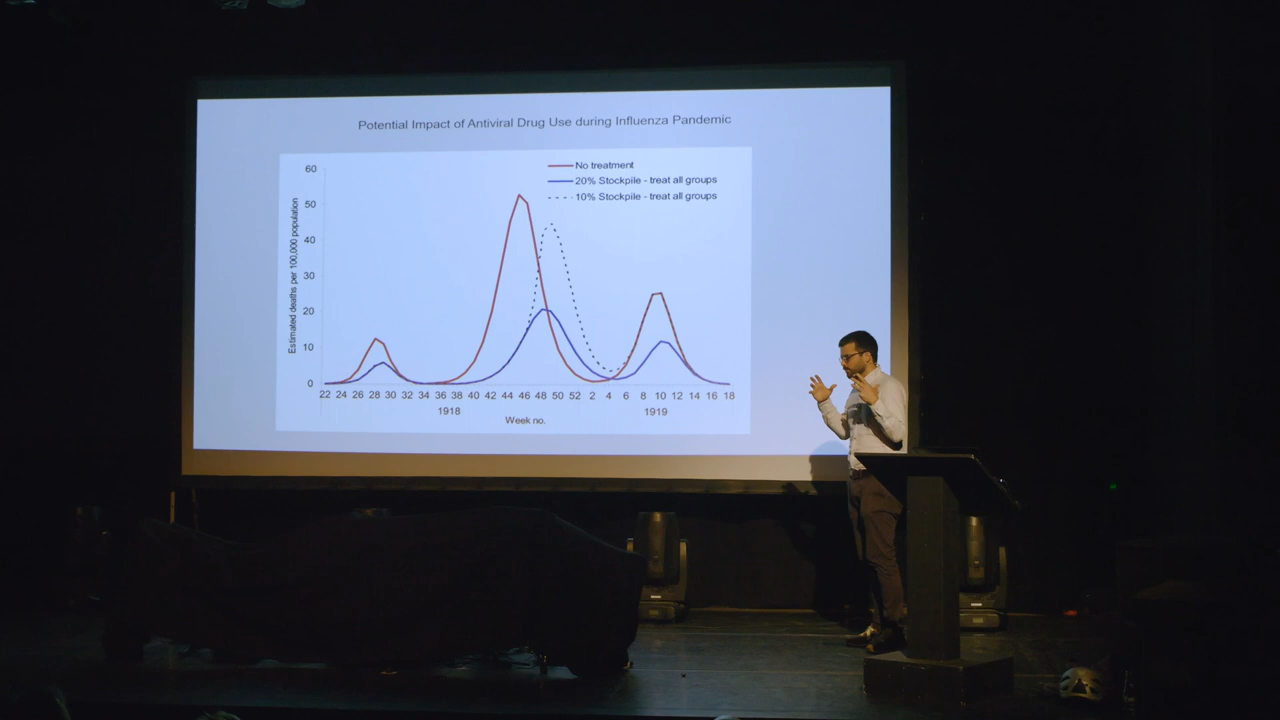 Potential Impact of Antiviral Drug Use during Influenza Pandemic
No treatment
20% Stockpile - treat all groups
10% Stockpile - treat all groups
Estimated deaths per 100,000 population
60
50
40
30
20
10
0
22 24 26 28 30 32 34 36 38 40 42 44 46 48 50 52 2 4 6 8 10 12 14 16 18
1918 1919
Week no.